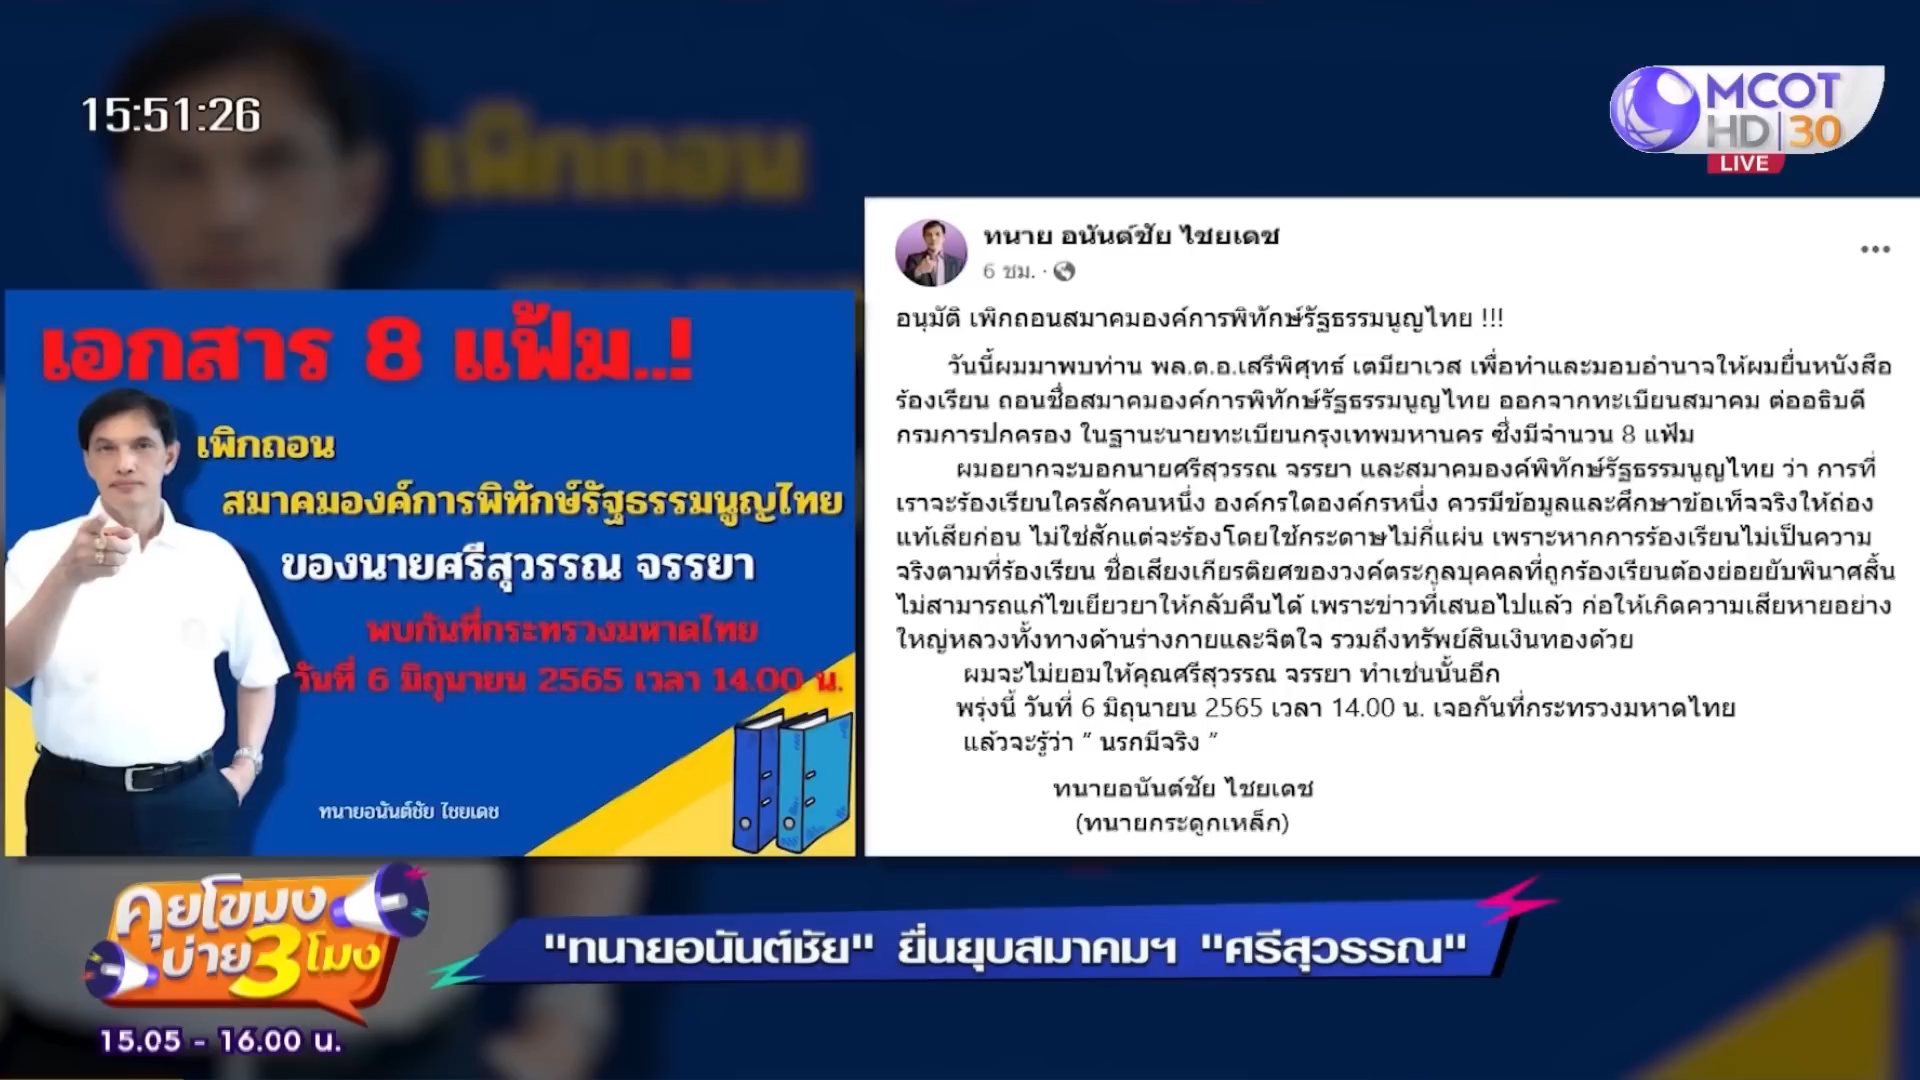 15:51:26
เพิกถอน
MCOT
HD 30
LIVE
เอกสาร 8 แฟ้ม..!
เพิกถอน
สมาคมองค์การพิทักษ์รัฐธรรมนูญไทย
ของนายศรีสุวรรณ จรรยา
พบกันที่กระทรวงมหาดไทย
วันที่ 6 มิถุนายน 2565 เวลา 14.00 น.
ทนายอนันต์ชัย ไชยเดช
ทนาย อนันต์ชัย ไชยเดช
6 ชม. ·
อนุมัติ เพิกถอนสมาคมองค์การพิทักษ์รัฐธรรมนูญไทย !!!
วันนี้ผมมาพบท่าน พล.ต.อ.เสรีพิศุทธ์ เตมียาเวส เพื่อทำและมอบอำนาจให้ผมยื่นหนังสือ
ร้องเรียน ถอนชื่อสมาคมองค์การพิทักษ์รัฐธรรมนูญไทย ออกจากทะเบียนสมาคม ต่ออธิบดี
กรมการปกครอง ในฐานะนายทะเบียนกรุงเทพมหานคร ซึ่งมีจำนวน 8 แฟ้ม
ผมอยากจะบอกนายศรีสุวรรณ จรรยา และสมาคมองค์พิทักษ์รัฐธรรมนูญไทย ว่า การที่
เราจะร้องเรียนใครสักคนหนึ่ง องค์กรใดองค์กรหนึ่ง ควรมีข้อมูลและศึกษาข้อเท็จจริงให้ถ่อง
แท้เสียก่อน ไม่ใช่สักแต่จะร้องโดยใช้กระดาษไม่กี่แผ่น เพราะหากการร้องเรียนไม่เป็นความ
จริงตามที่ร้องเรียน ชื่อเสียงเกียรติยศของวงค์ตระกูลบุคคลที่ถูกร้องเรียนต้องย่อยยับพินาศสิ้น
ไม่สามารถแก้ไขเยียวยาให้กลับคืนได้ เพราะข่าวที่เสนอไปแล้ว ก่อให้เกิดความเสียหายอย่าง
ใหญ่หลวงทั้งทางด้านร่างกายและจิตใจ รวมถึงทรัพย์สินเงินทองด้วย
ผมจะไม่ยอมให้คุณศรีสุวรรณ จรรยา ทำเช่นนั้นอีก
พรุ่งนี้ วันที่ 6 มิถุนายน 2565 เวลา 14.00 น. เจอกันที่กระทรวงมหาดไทย
แล้วจะรู้ว่า " นรกมีจริง "
ทนายอนันต์ชัย ไชยเดช
(ทนายกระดูกเหล็ก)
คุยโขมง
บ่าย 3 โมง
15.05 - 16.00 น.
"ทนายอนันต์ชัย" ยื่นยุบสมาคมฯ "ศรีสุวรรณ"